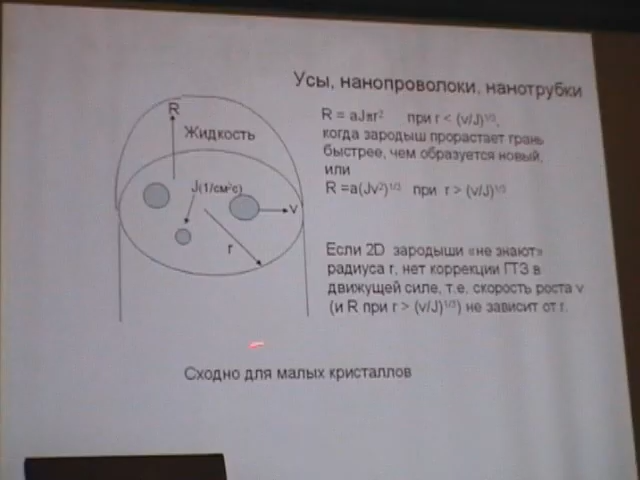 Усы, нанопроволоки, нанотрубки
R
Жидкость
J(1/см²с)
v
r
R = aJπr² при r < (v/J)¹/³,
когда зародыш прорастает грань
быстрее, чем образуется новый,
или
R =a(Jv²)¹/³ при r > (v/J)¹/³
Если 2D зародыши «не знают»
радиуса r, нет коррекции ГТЗ в
движущей силе, т.е. скорость роста v
(и R при r > (v/J)¹/³) не зависит от r.
Сходно для малых кристаллов